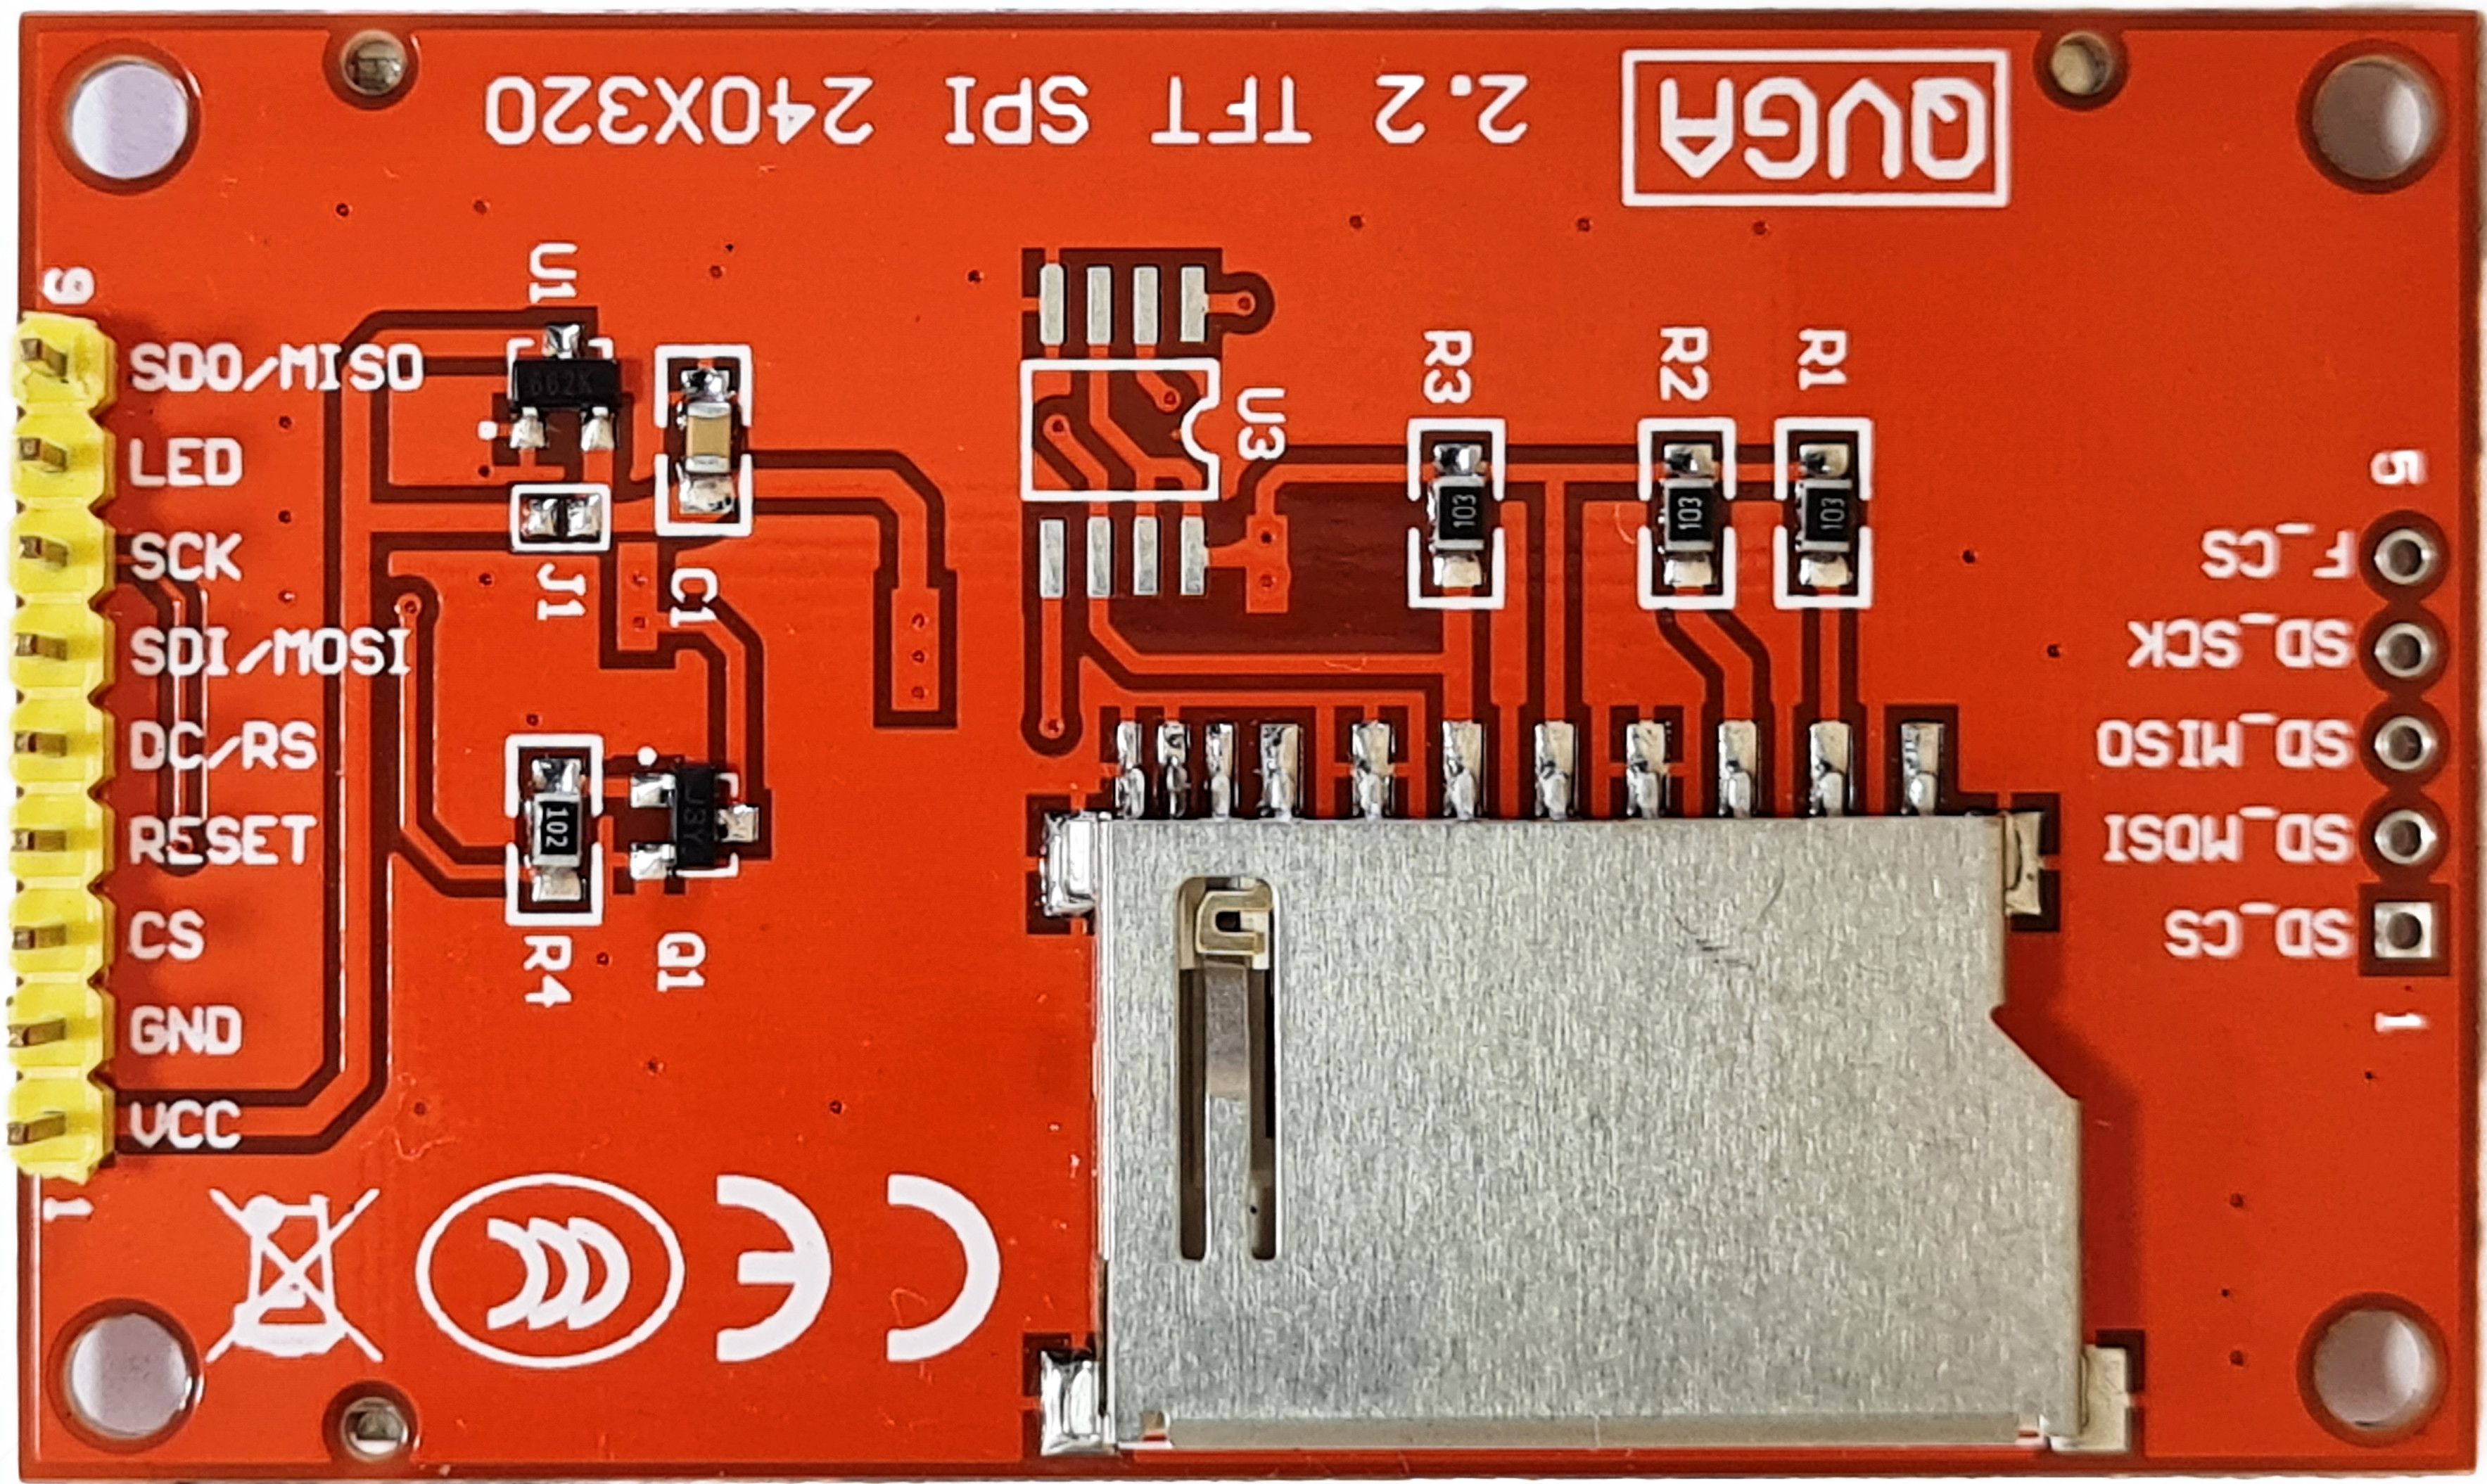 2.2 TFT SPI 240X320
QVGA
U1
9
SDO/MISO
LED
SCK
SDI/MOSI
DC/RS
RESET
CS
GND
VCC
1
662K
J1
C1
U3
R3
R2
R1
103
103
103
102
J3Y
R4
Q1
5
F_CS
SD_SCK
SD_MISO
SD_MOSI
SD_CS
1
CE